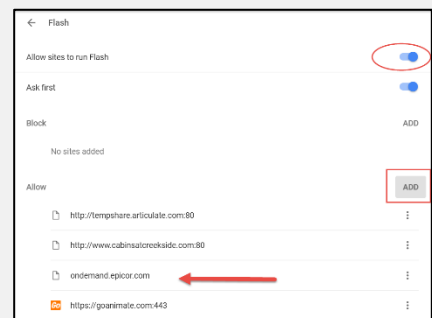 Flash
Allow sites to run Flash
Ask first
Block ADD
No sites added
Allow ADD
http://tempshare.articulate.com:80
http://www.cabinsatcreekside.com:80
ondemand.epicor.com
Go https://goanimate.com:443